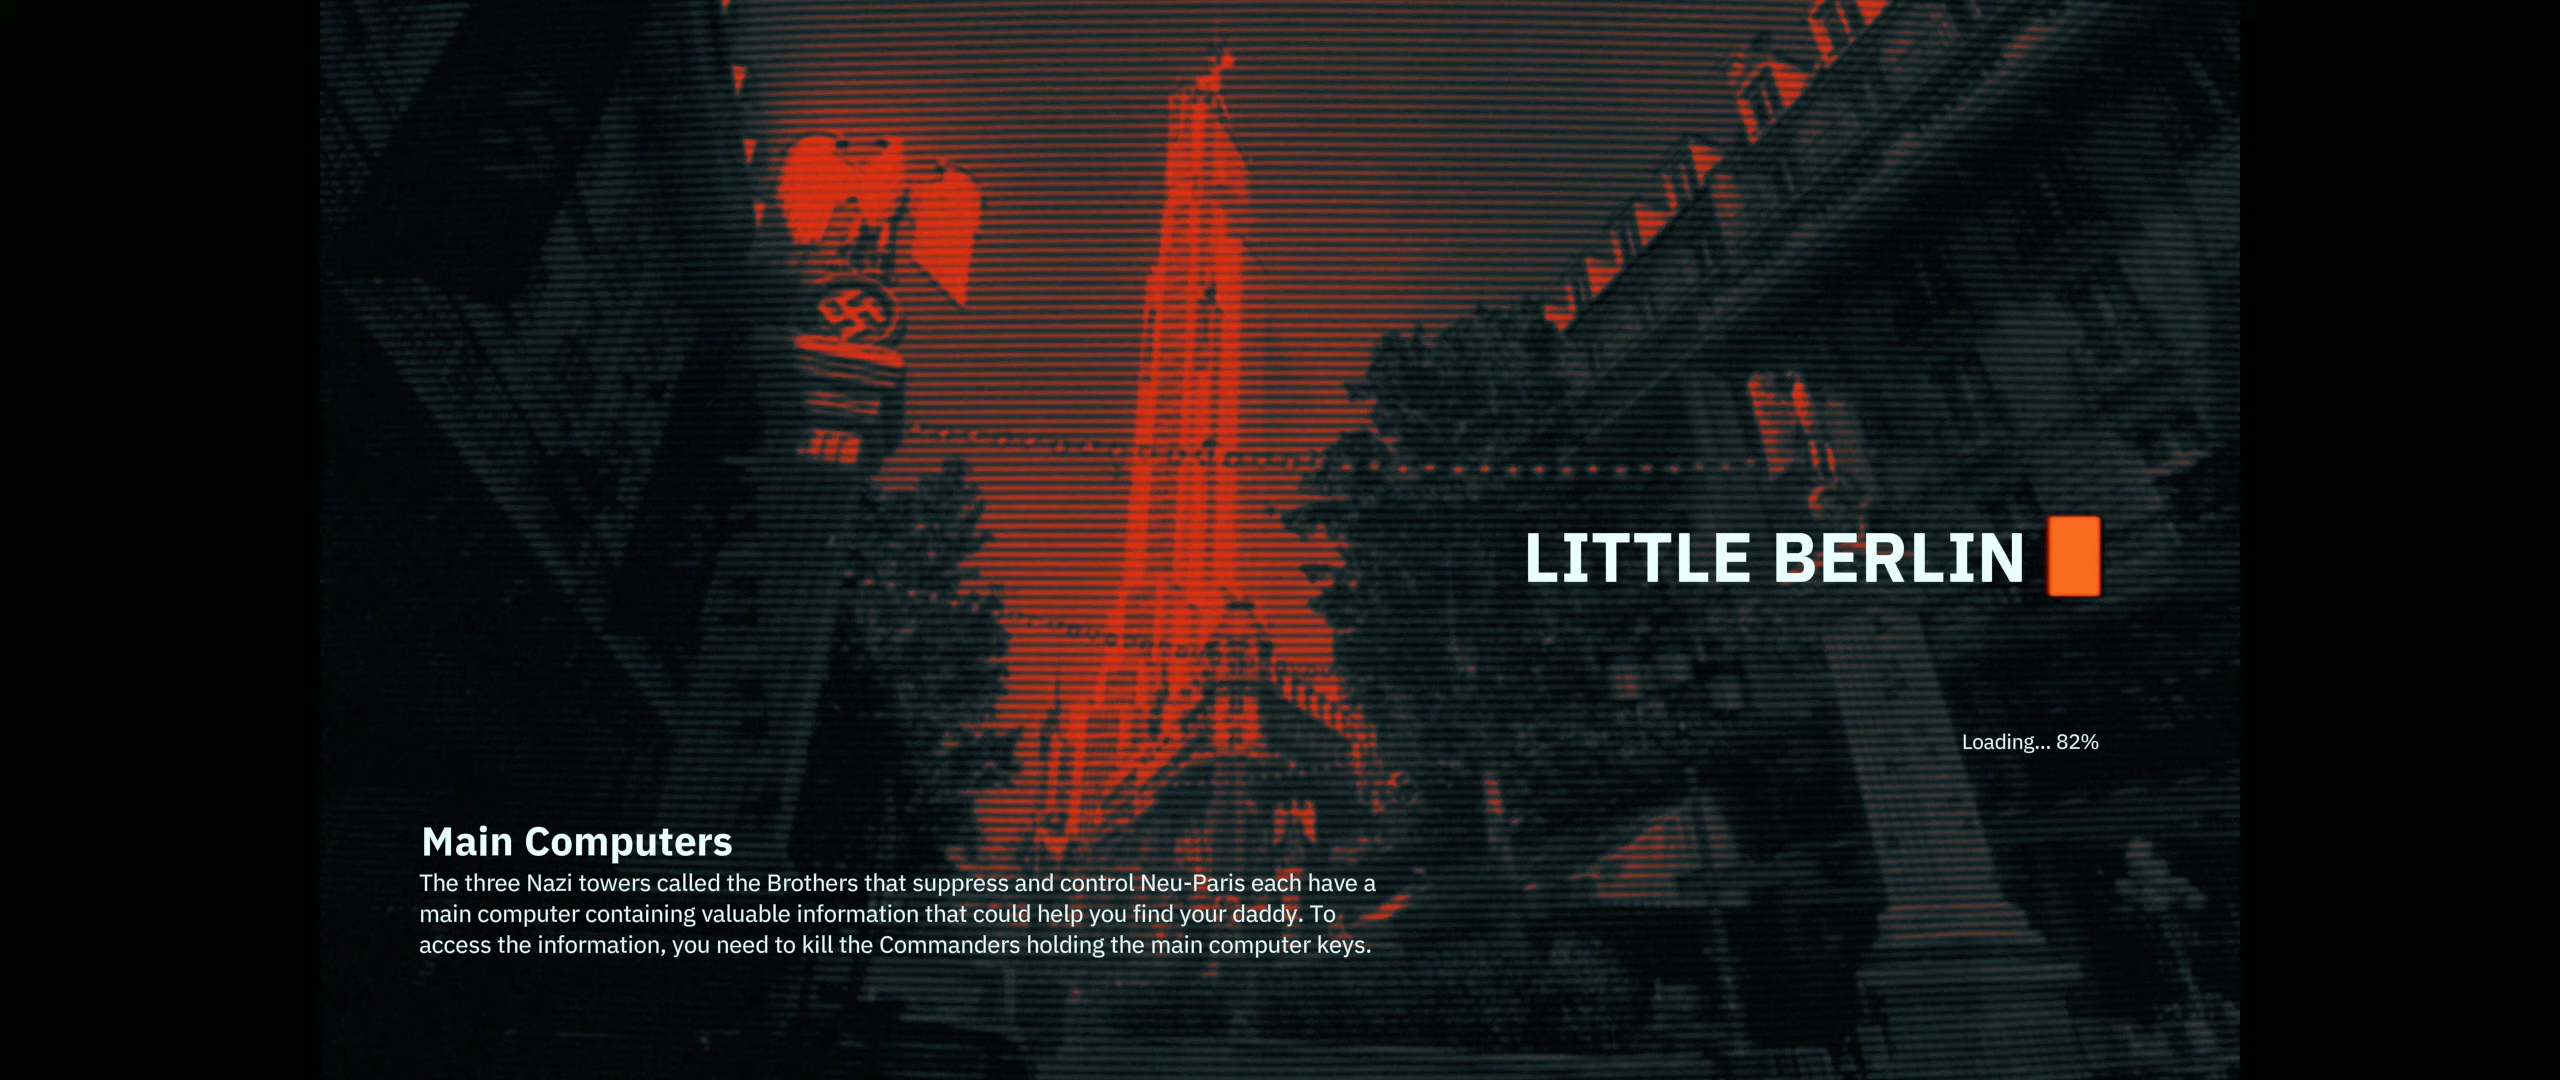 LITTLE BERLIN
Loading... 82%
Main Computers
The three Nazi towers called the Brothers that suppress and control Neu-Paris each have a
main computer containing valuable information that could help you find your daddy. To
access the information, you need to kill the Commanders holding the main computer keys.